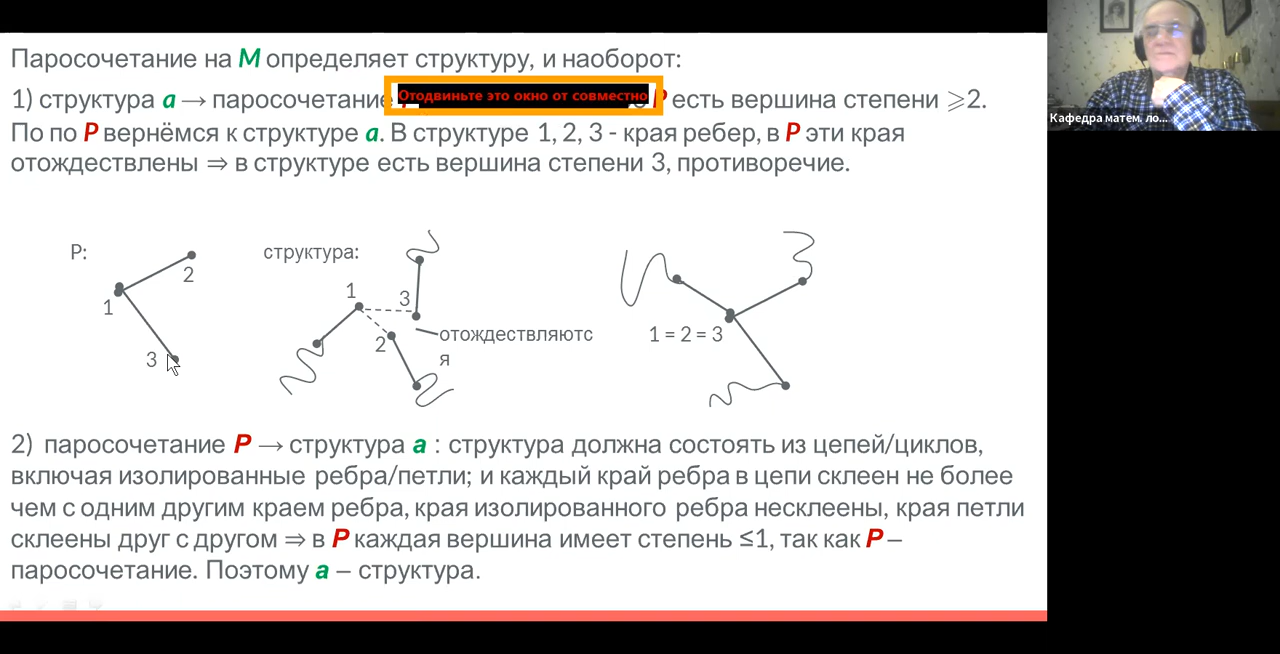 Паросочетание на M определяет структуру, и наоборот:
1) структура a → паросочетание Отодвиньте это окно от совместно P есть вершина степени ⩾2.
По по P вернёмся к структуре a. В структуре 1, 2, 3 - края ребер, в P эти края
отождествлены ⇒ в структуре есть вершина степени 3, противоречие.
P:
2
1
3
структура:
1
3
2
отождествляютс
я
1 = 2 = 3
2) паросочетание P → структура a : структура должна состоять из цепей/циклов,
включая изолированные ребра/петли; и каждый край ребра в цепи склеен не более
чем с одним другим краем ребра, края изолированного ребра несклеены, края петли
склеены друг с другом ⇒ в P каждая вершина имеет степень ≤1, так как P –
паросочетание. Поэтому a – структура.
Кафедра матем. ло...